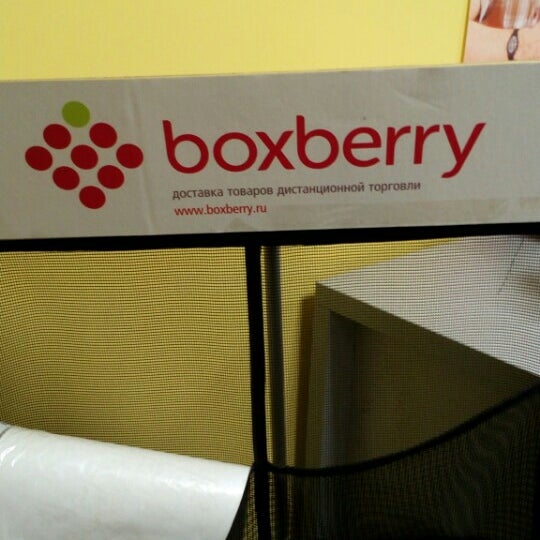 boxberry
доставка товаров дистанционной торговли
www.boxberry.ru